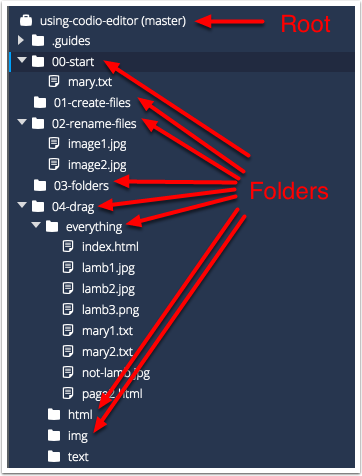 using-codio-editor (master)
Root
.guides
00-start
mary.txt
01-create-files
02-rename-files
image1.jpg
image2.jpg
03-folders
Folders
04-drag
everything
index.html
lamb1.jpg
lamb2.jpg
lamb3.png
mary1.txt
mary2.txt
not-lamb.jpg
page2.html
html
img
text